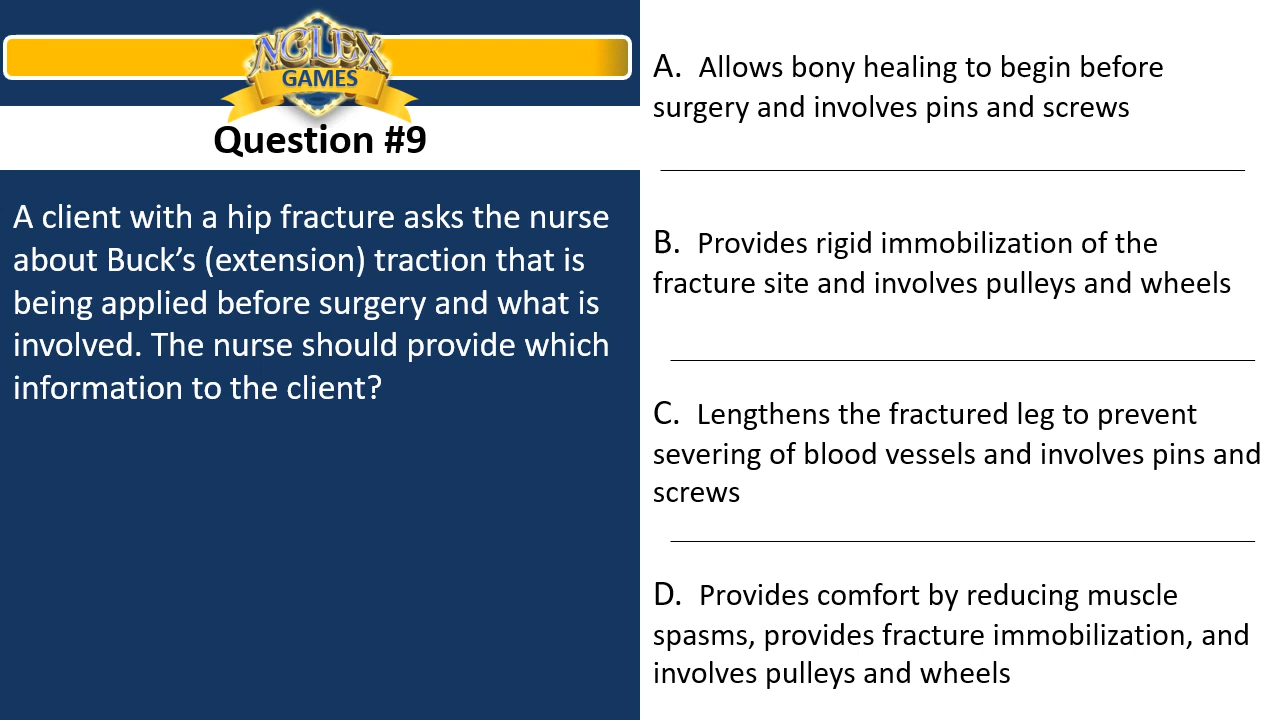 NCLEX
GAMES
Question #9
A client with a hip fracture asks the nurse
about Buck’s (extension) traction that is
being applied before surgery and what is
involved. The nurse should provide which
information to the client?
A. Allows bony healing to begin before
surgery and involves pins and screws
B. Provides rigid immobilization of the
fracture site and involves pulleys and wheels
C. Lengthens the fractured leg to prevent
severing of blood vessels and involves pins and
screws
D. Provides comfort by reducing muscle
spasms, provides fracture immobilization, and
involves pulleys and wheels